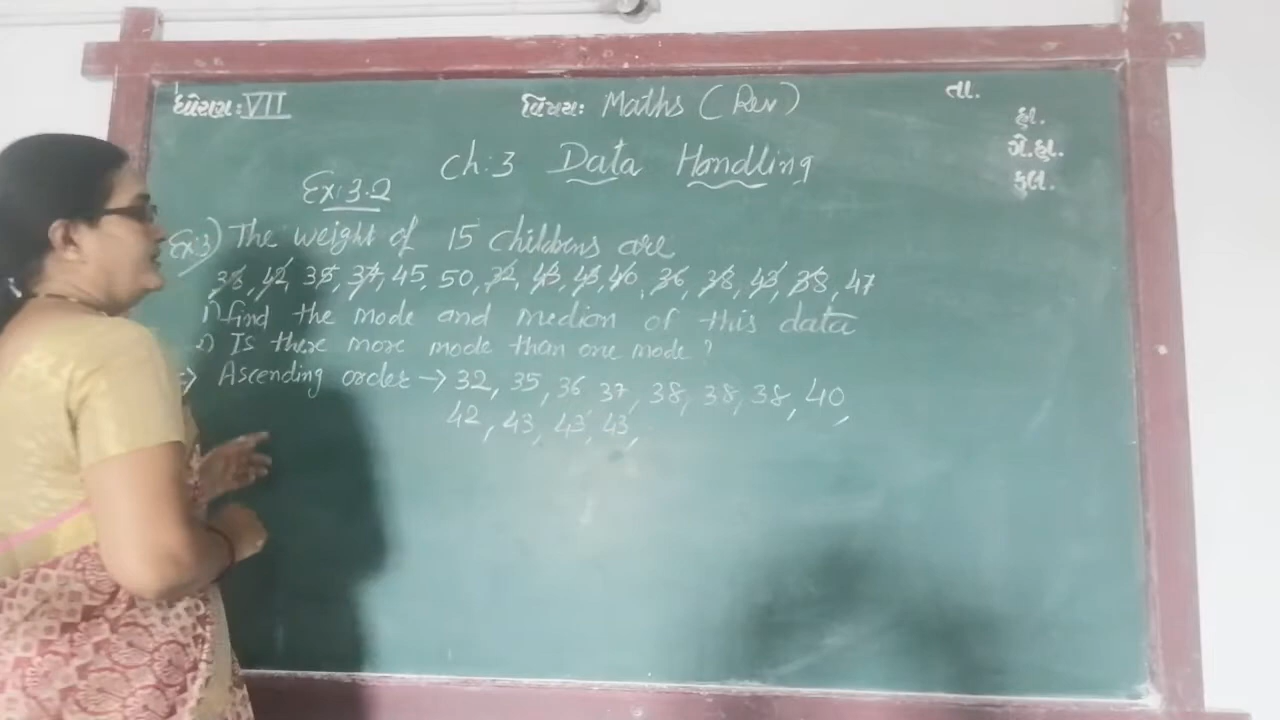 ધોરણ: VII
વિષય: Maths (Rev)
તા.
હા.
ગે.હા.
કુલ.
Ch:3 Data Handling
Ex: 3.2
Ex:3) The weight of 15 childrens are
38, 42, 35, 37, 45, 50, 32, 43, 43, 40, 36, 38, 43, 38, 47
1) find the mode and median of this data
2) Is there more mode than one mode?
=> Ascending order → 32, 35, 36 37, 38, 38, 38, 40,
42, 43, 43, 43,